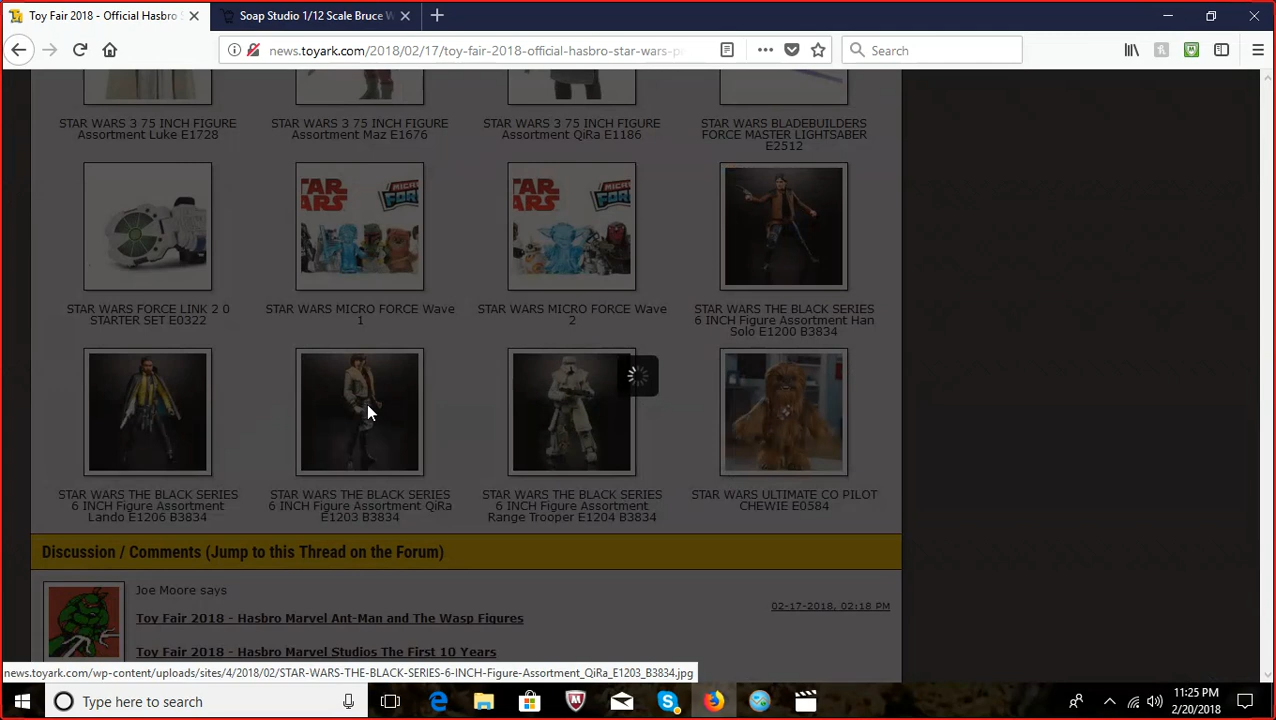 Toy Fair 2018 - Official Hasbro S
Soap Studio 1/12 Scale Bruce W
news.toyark.com/2018/02/17/toy-fair-2018-official-hasbro-star-wars-p
Search
STAR WARS 3 75 INCH FIGURE
Assortment Luke E1728
STAR WARS 3 75 INCH FIGURE
Assortment Maz E1676
STAR WARS 3 75 INCH FIGURE
Assortment QiRa E1186
STAR WARS BLADEBUILDERS
FORCE MASTER LIGHTSABER
E2512
STAR WARS FORCE LINK 2 0
STARTER SET E0322
STAR WARS MICRO FORCE Wave
1
STAR WARS MICRO FORCE Wave
2
STAR WARS THE BLACK SERIES
6 INCH Figure Assortment Han
Solo E1200 B3834
STAR WARS THE BLACK SERIES
6 INCH Figure Assortment
Lando E1206 B3834
STAR WARS THE BLACK SERIES
6 INCH Figure Assortment QiRa
E1203 B3834
STAR WARS THE BLACK SERIES
6 INCH Figure Assortment
Range Trooper E1204 B3834
STAR WARS ULTIMATE CO PILOT
CHEWIE E0584
Discussion / Comments (Jump to this Thread on the Forum)
Joe Moore says
02-17-2018, 02:18 PM
Toy Fair 2018 - Hasbro Marvel Ant-Man and The Wasp Figures
Toy Fair 2018 - Hasbro Marvel Studios The First 10 Years
news.toyark.com/wp-content/uploads/sites/4/2018/02/STAR-WARS-THE-BLACK-SERIES-6-INCH-Figure-Assortment_QiRa_E1203_B3834.jpg
Type here to search
11:25 PM
2/20/2018